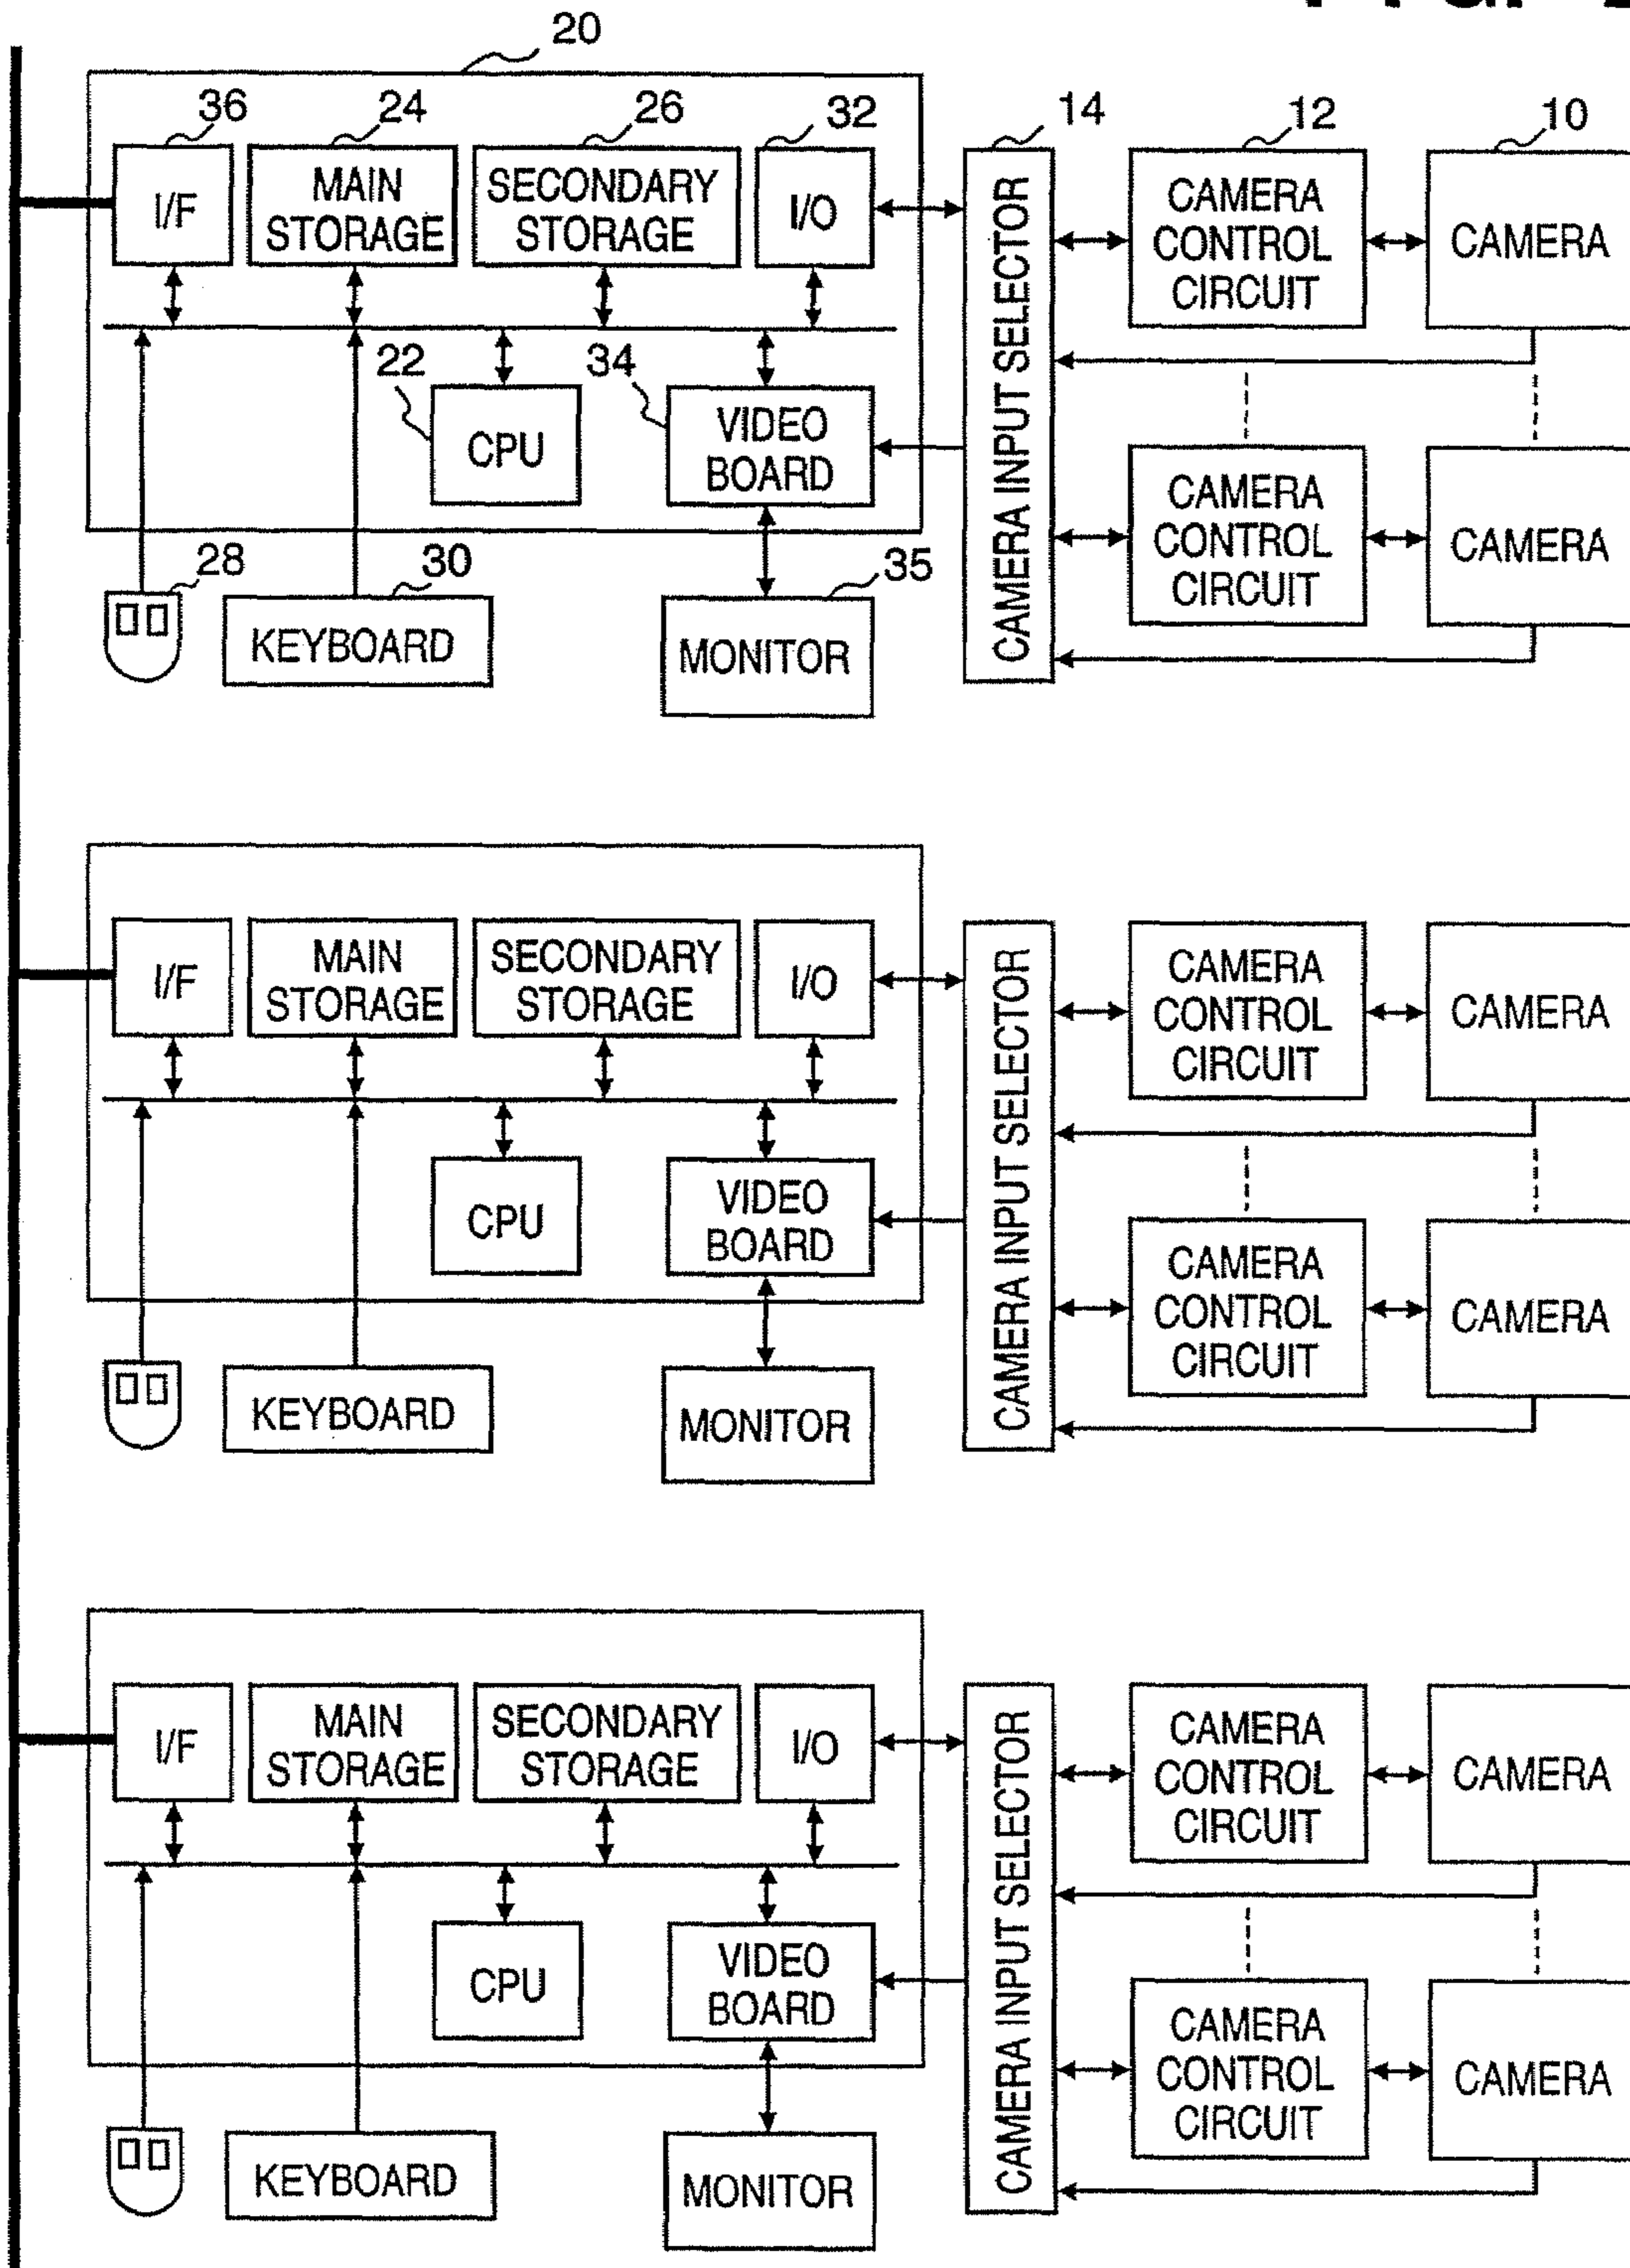 20
36
24
26
32
14
12
10
I/F
MAIN
STORAGE
SECONDARY
STORAGE
I/O
CAMERA INPUT SELECTOR
CAMERA
CONTROL
CIRCUIT
CAMERA
22
34
CPU
VIDEO
BOARD
CAMERA
CONTROL
CIRCUIT
CAMERA
28
30
35
KEYBOARD
MONITOR
I/F
MAIN
STORAGE
SECONDARY
STORAGE
I/O
CAMERA INPUT SELECTOR
CAMERA
CONTROL
CIRCUIT
CAMERA
CPU
VIDEO
BOARD
CAMERA
CONTROL
CIRCUIT
CAMERA
KEYBOARD
MONITOR
I/F
MAIN
STORAGE
SECONDARY
STORAGE
I/O
CAMERA INPUT SELECTOR
CAMERA
CONTROL
CIRCUIT
CAMERA
CPU
VIDEO
BOARD
CAMERA
CONTROL
CIRCUIT
CAMERA
KEYBOARD
MONITOR